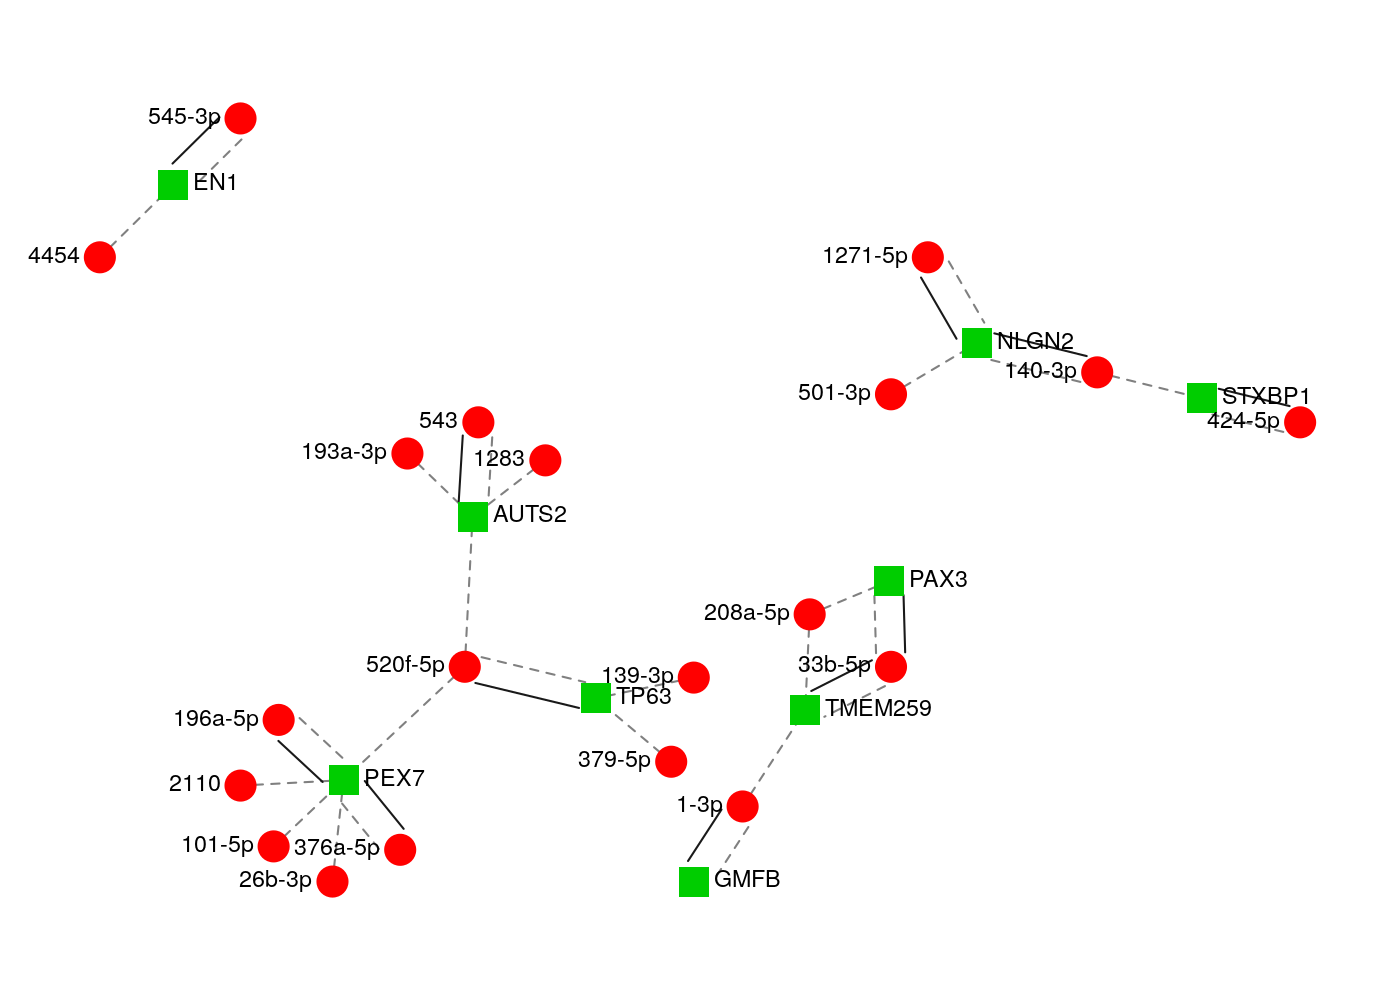 545-3p
EN1
4454
1271-5p
NLGN2
140-3p
501-3p
STXBP1
424-5p
543
193a-3p
1283
AUTS2
PAX3
208a-5p
520f-5p
33b-5p
139-3p
TP63
TMEM259
196a-5p
379-5p
PEX7
2110
1-3p
101-5p
376a-5p
26b-3p
GMFB